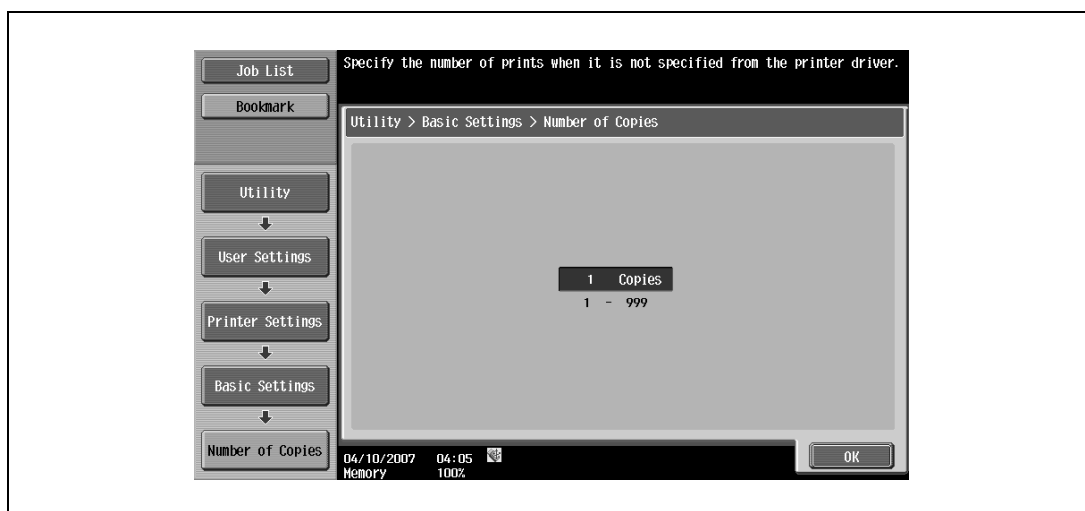 Job List
Bookmark
Utility
User Settings
Printer Settings
Basic Settings
Number of Copies
Specify the number of prints when it is not specified from the printer driver.
Utility > Basic Settings > Number of Copies
1 Copies
1 - 999
04/10/2007 04:05
Memory 100%
OK